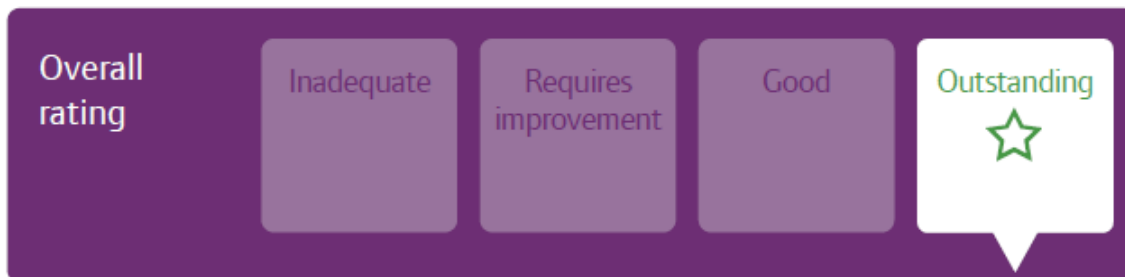 Overall
rating
Inadequate
Requires
improvement
Good
Outstanding